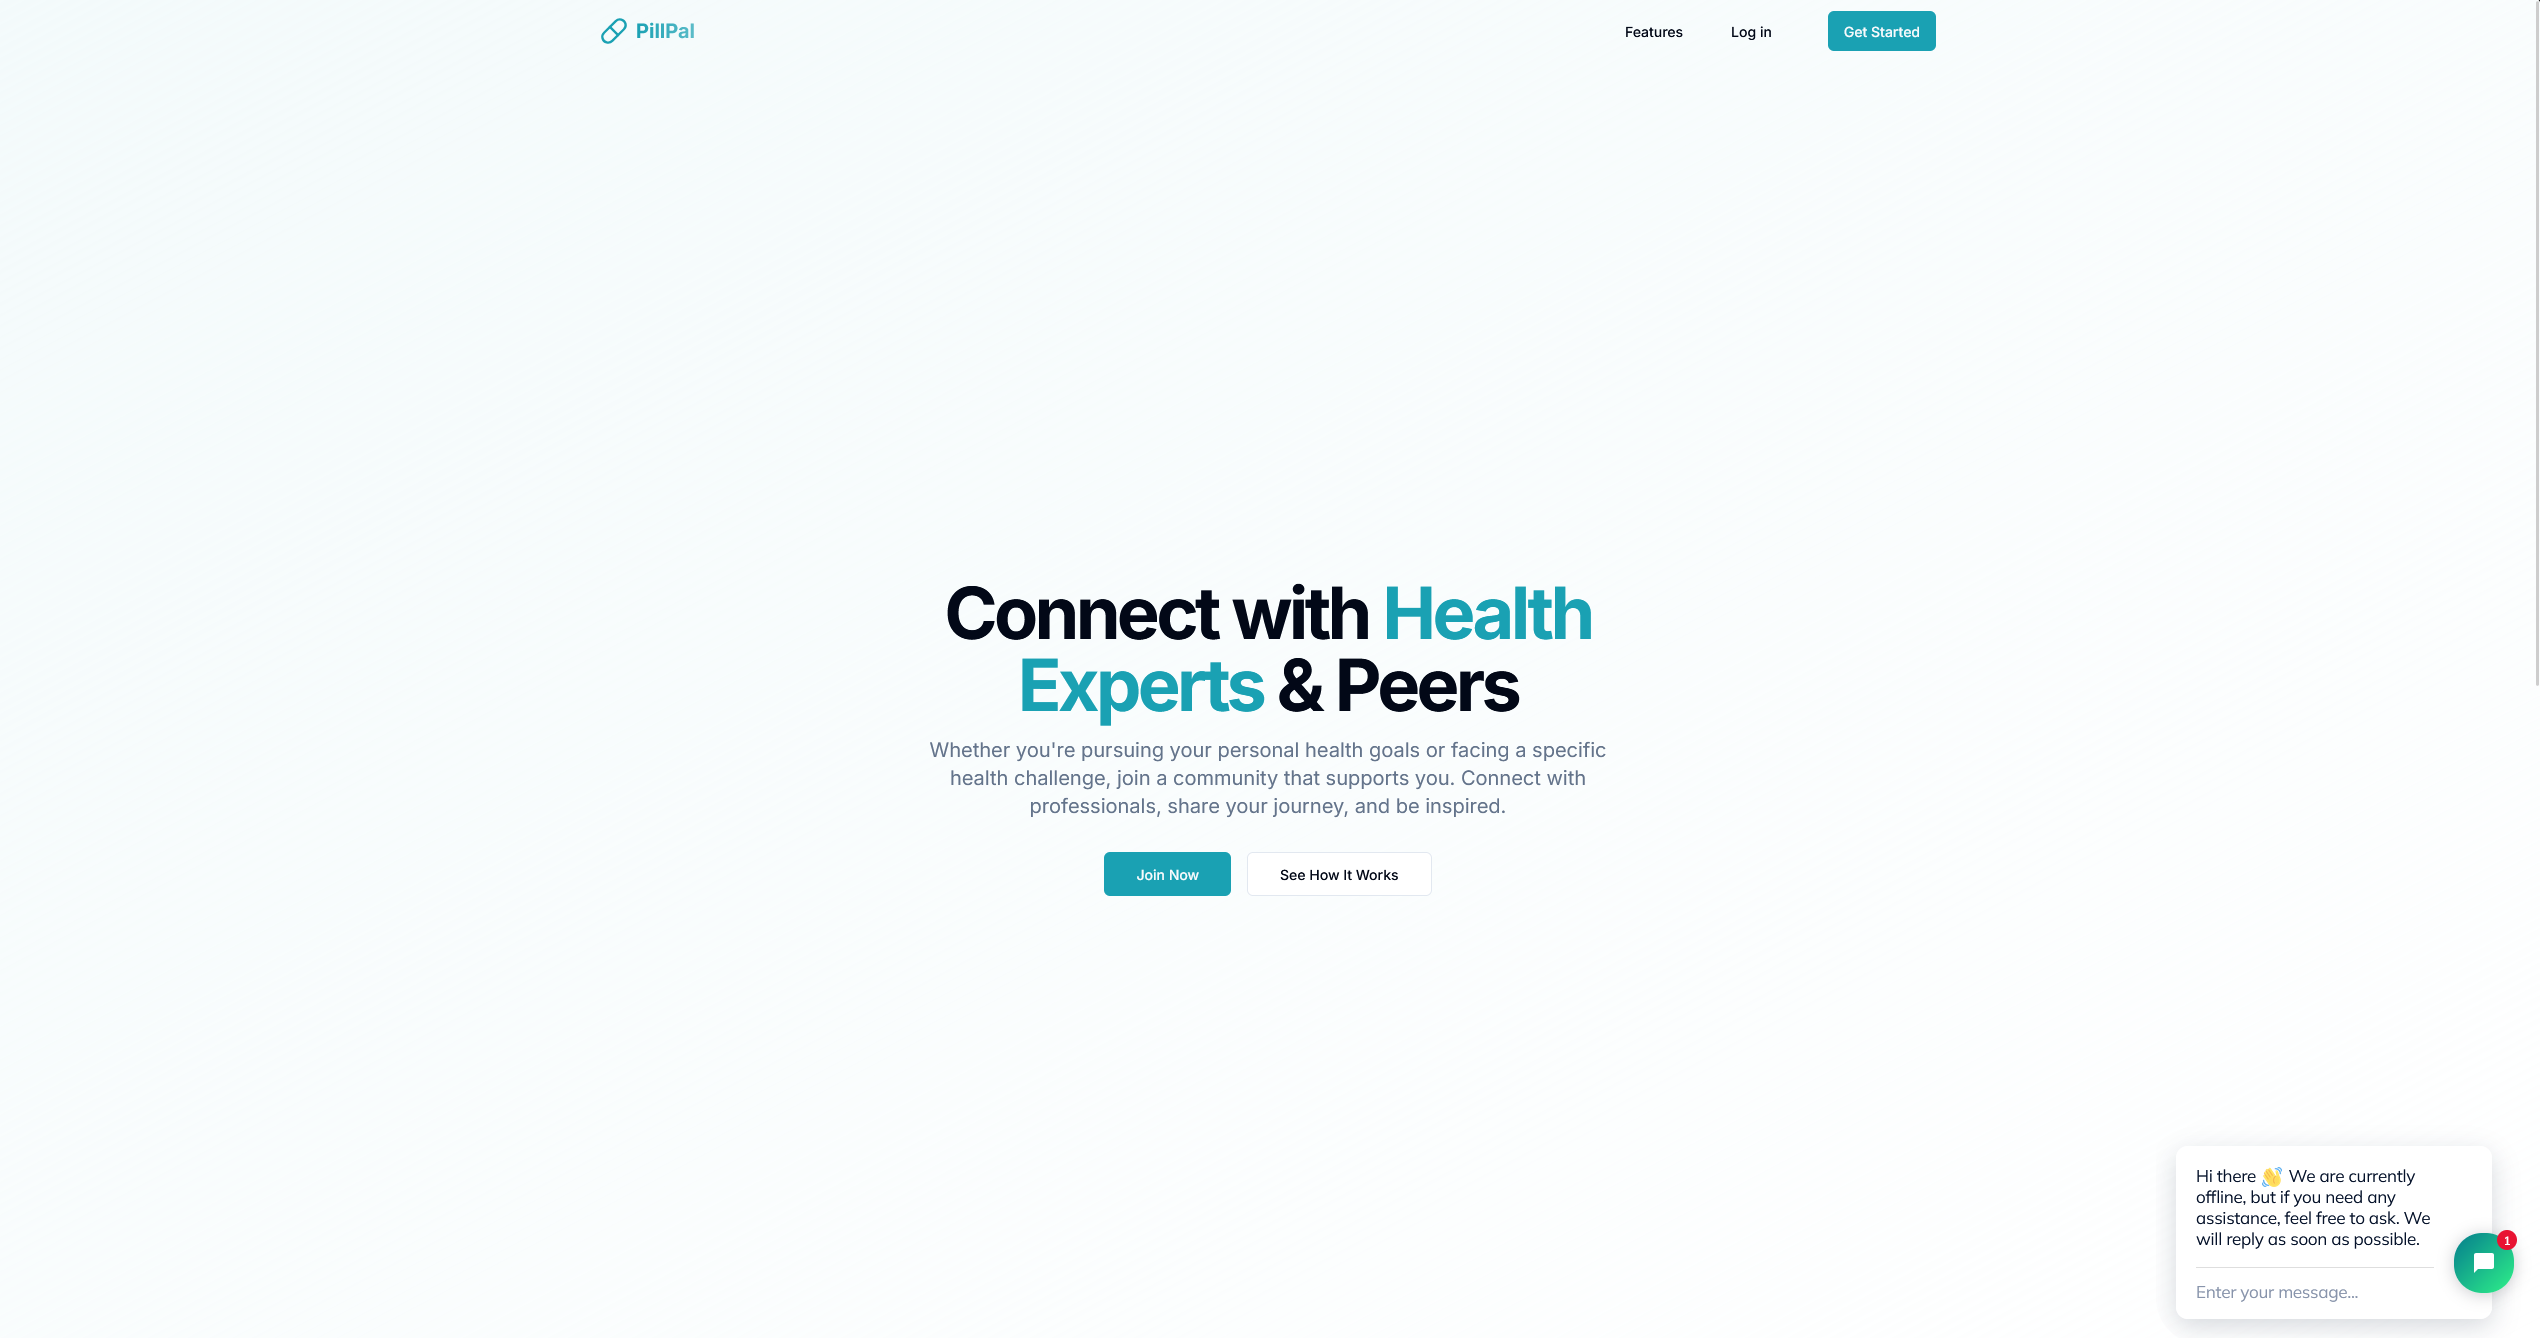 PillPal
Features
Log in
Get Started
Connect with Health
Experts & Peers
Whether you're pursuing your personal health goals or facing a specific
health challenge, join a community that supports you. Connect with
professionals, share your journey, and be inspired.
Join Now
See How It Works
Hi there 👋 We are currently
offline, but if you need any
assistance, feel free to ask. We
will reply as soon as possible.
1
Enter your message...